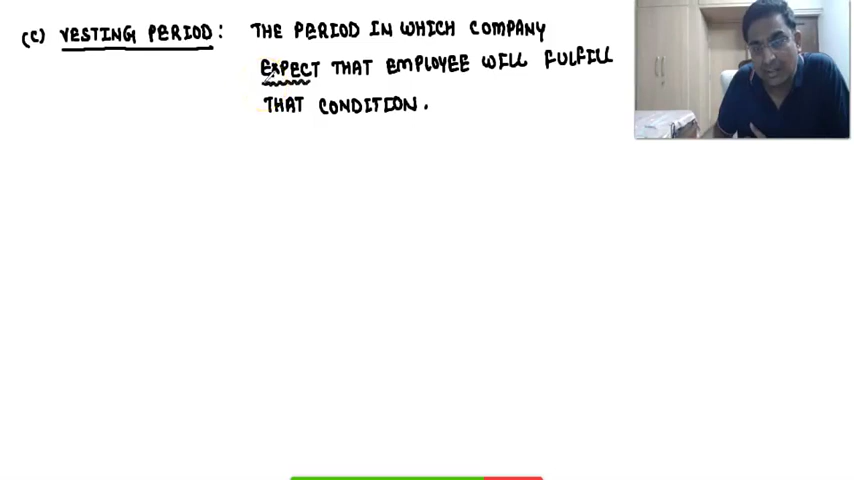 (C) VESTING PERIOD : THE PERIOD IN WHICH COMPANY
EXPECT THAT EMPLOYEE WILL FULFILL
THAT CONDITION.